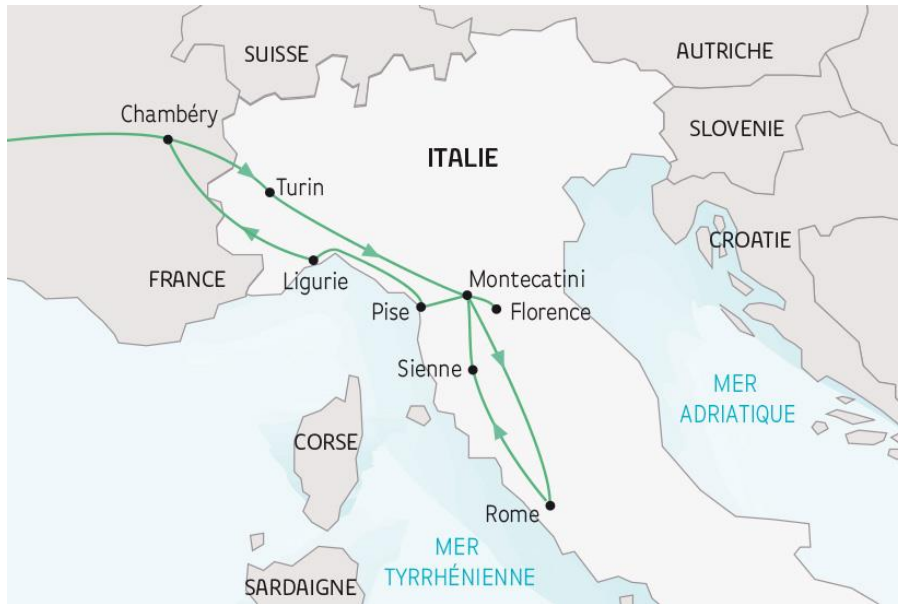 SUISSE
AUTRICHE
Chambéry
SLOVENIE
ITALIE
Turin
CROATIE
FRANCE
Ligurie
Montecatini
Pise
Florence
Sienne
MER
ADRIATIQUE
CORSE
Rome
MER
TYRRHÉNIENNE
SARDAIGNE